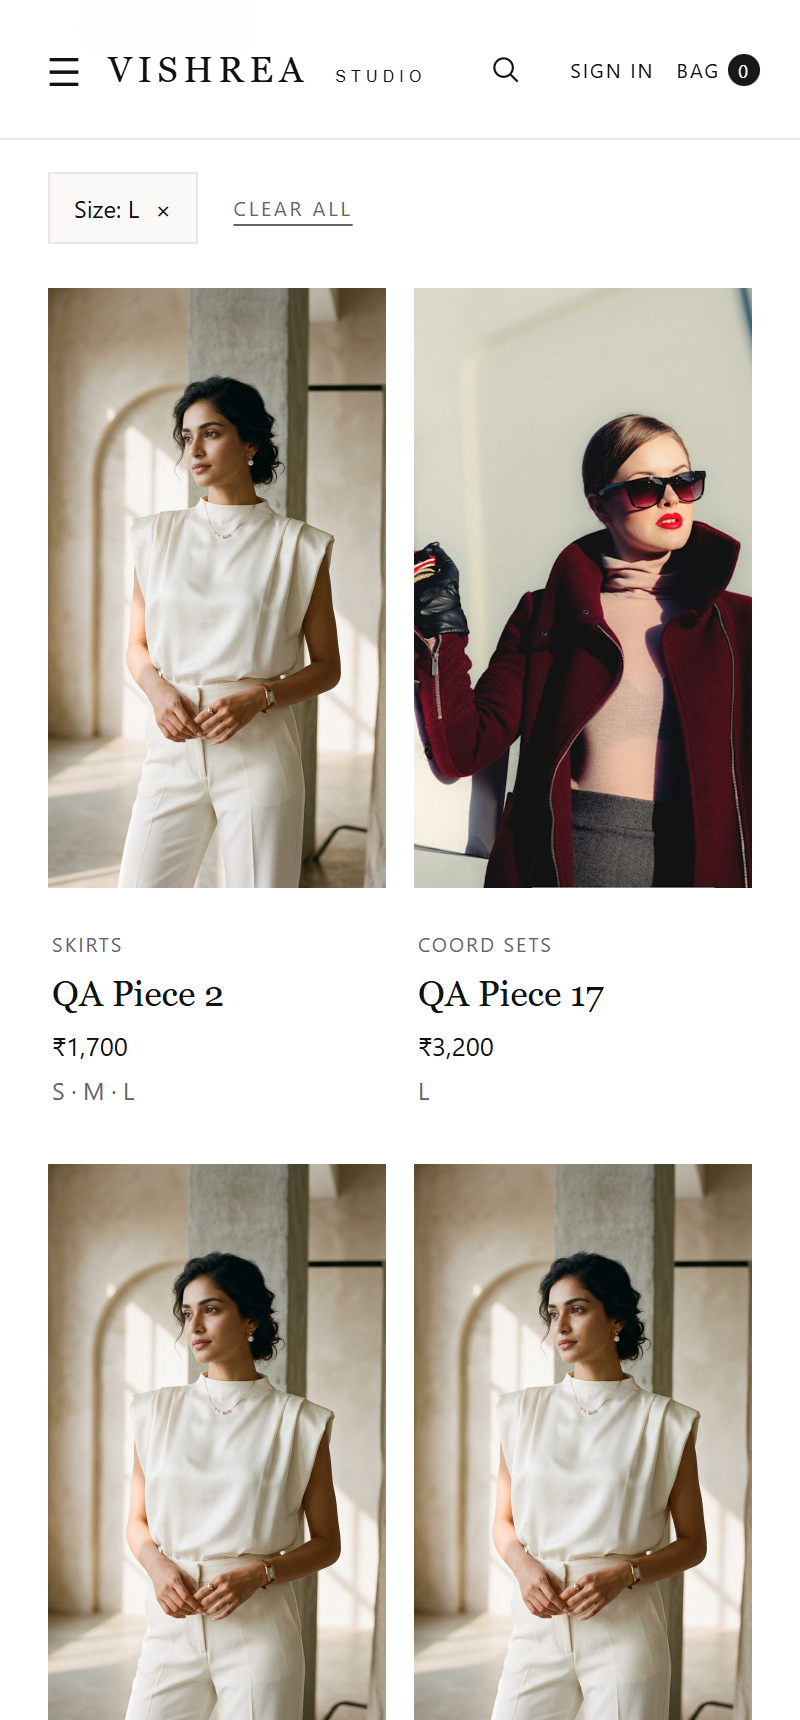 VISHREA STUDIO SIGN IN BAG 0
Size: L × CLEAR ALL
SKIRTS
QA Piece 2
₹1,700
S · M · L
COORD SETS
QA Piece 17
₹3,200
L